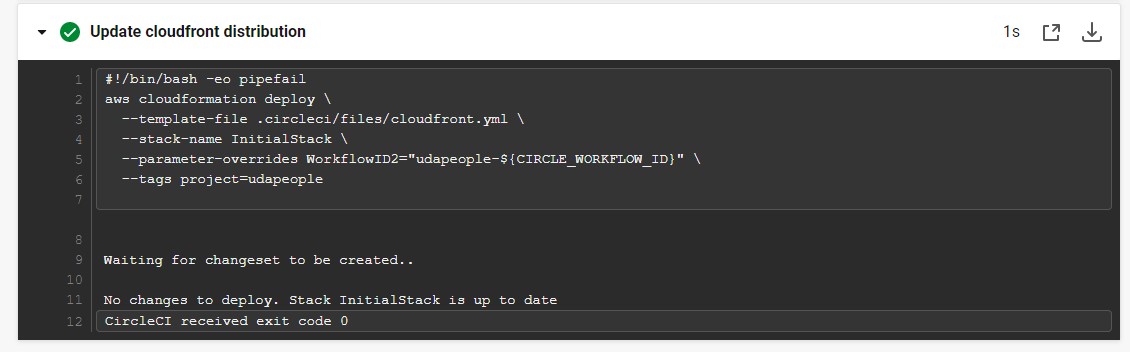 Update cloudfront distribution
1s
1 #!/bin/bash -eo pipefail
2 aws cloudformation deploy \
3   --template-file .circleci/files/cloudfront.yml \
4   --stack-name InitialStack \
5   --parameter-overrides WorkflowID2="udapeople-${CIRCLE_WORKFLOW_ID}" \
6   --tags project=udapeople
7
8
9 Waiting for changeset to be created..
10
11 No changes to deploy. Stack InitialStack is up to date
12 CircleCI received exit code 0